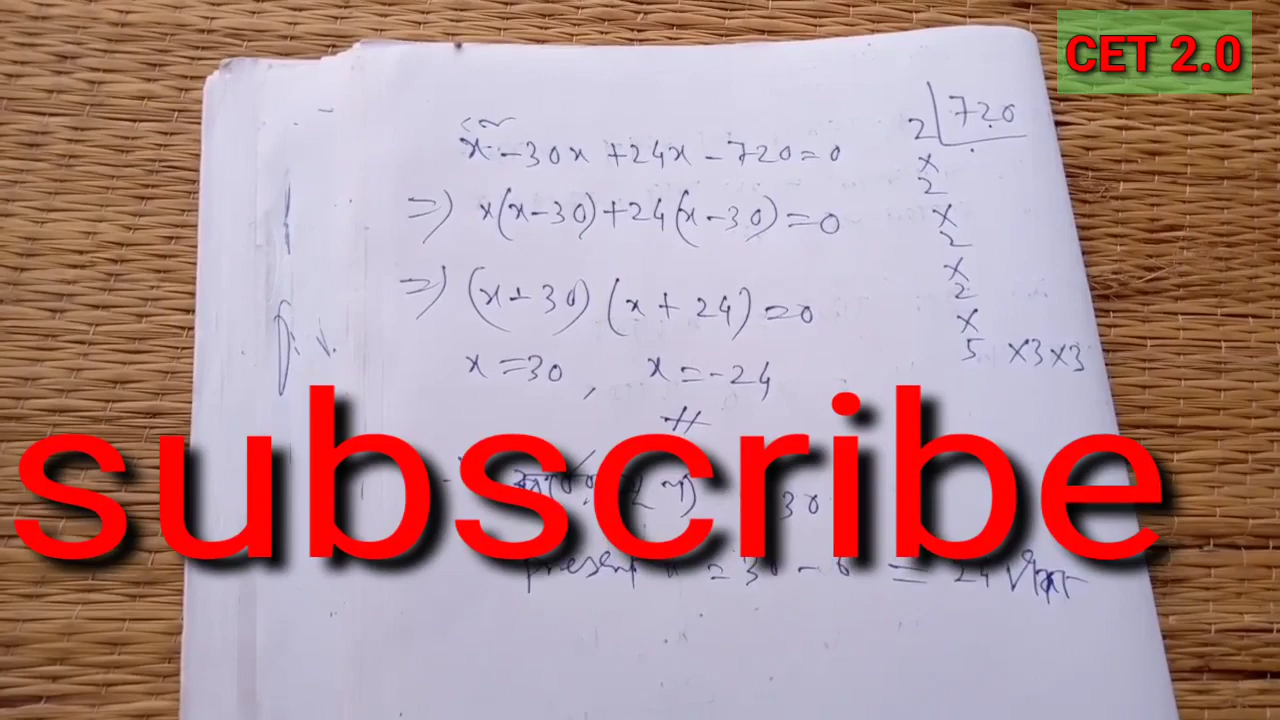 CET 2.0
x² - 30x + 24x - 720 = 0
=> x(x-30) + 24(x-30) = 0
=> (x-30) (x + 24) = 0
x = 30 , x = -24
2 720
x
2
x
2
x
2
x
5 x3x3
subscribe
30
present = 30 - 6 = 24